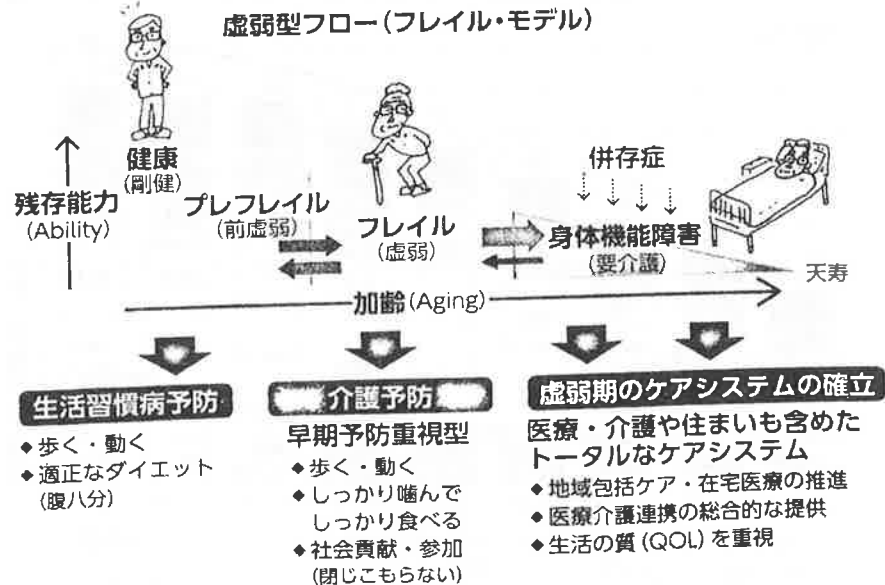 虚弱型フロー(フレイル・モデル)
健康
(剛健)
残存能力
(Ability)
プレフレイル
(前虚弱)
フレイル
(虚弱)
併存症
身体機能障害
(要介護)
天寿
加齢(Aging)
生活習慣病予防
◆歩く・動く
◆適正なダイエット
(腹八分)
介護予防
早期予防重視型
◆歩く・動く
◆しっかり噛んで
しっかり食べる
◆社会貢献・参加
(閉じこもらない)
虚弱期のケアシステムの確立
医療・介護や住まいも含めた
トータルなケアシステム
◆地域包括ケア・在宅医療の推進
◆医療介護連携の総合的な提供
◆生活の質(QOL)を重視